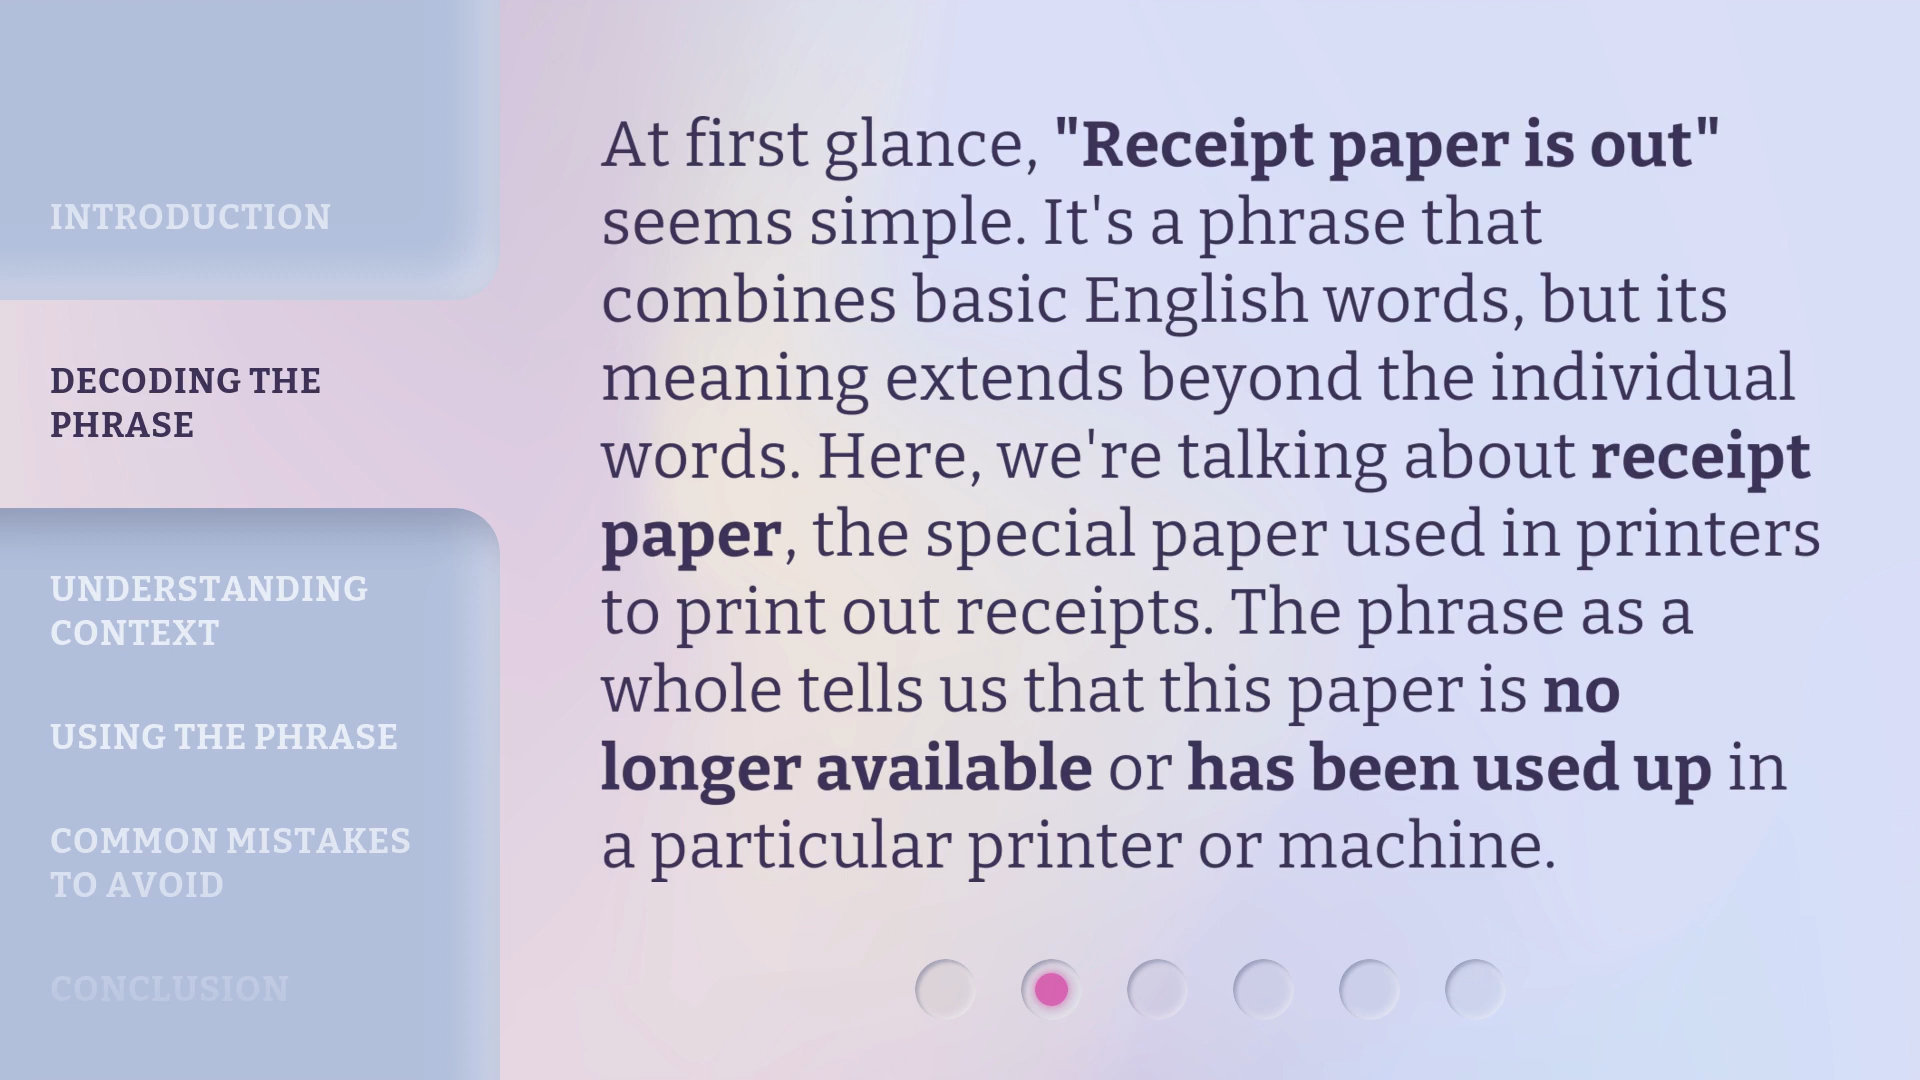 INTRODUCTION
DECODING THE
PHRASE
UNDERSTANDING
CONTEXT
USING THE PHRASE
COMMON MISTAKES
TO AVOID
CONCLUSION
At first glance, "Receipt paper is out"
seems simple. It's a phrase that
combines basic English words, but its
meaning extends beyond the individual
words. Here, we're talking about receipt
paper, the special paper used in printers
to print out receipts. The phrase as a
whole tells us that this paper is no
longer available or has been used up in
a particular printer or machine.